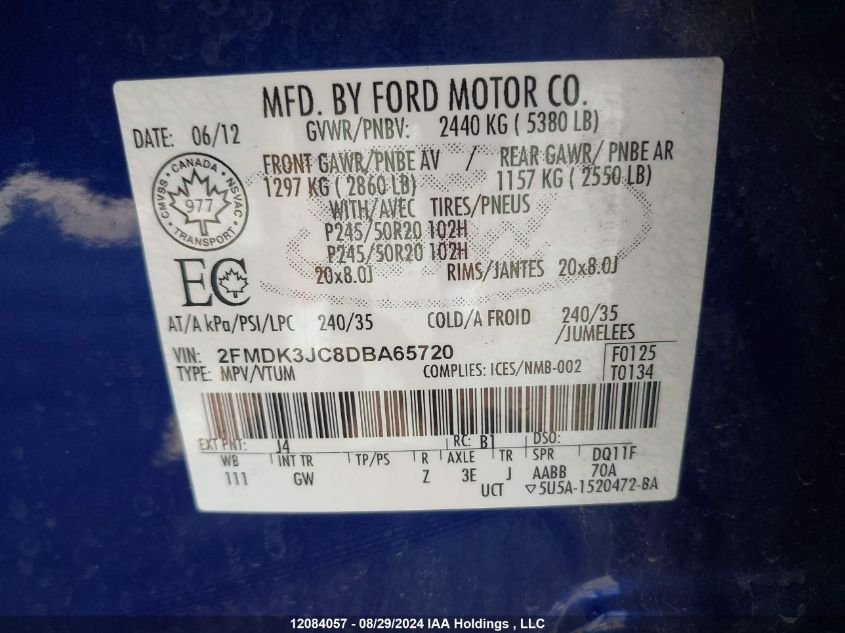 MFD. BY FORD MOTOR CO.
DATE: 06/12
GVWR/PNBV: 2440 KG ( 5380 LB)
FRONT GAWR/PNBE AV / REAR GAWR/ PNBE AR
1297 KG ( 2860 LB) 1157 KG ( 2550 LB)
WITH/AVEC TIRES/PNEUS
P245/50R20 102H
P245/50R20 102H
20x8.0J RIMS/JANTES 20x8.0J
CMVSS · CANADA · NSVAC
977
TRANSPORT
EC
AT/A kPa/PSI/LPC 240/35 COLD/A FROID 240/35
/JUMELEES
VIN: 2FMDK3JC8DBA65720 F0125
TYPE: MPV/VTUM COMPLIES: ICES/NMB-002 T0134
EXT PNT: J4 RC: B1 DSO:
WB INT TR TP/PS R AXLE TR SPR DQ11F
111 GW Z 3E J AABB 70A
UCT ▽5U5A-1520472-BA
12084057 - 08/29/2024 IAA Holdings , LLC